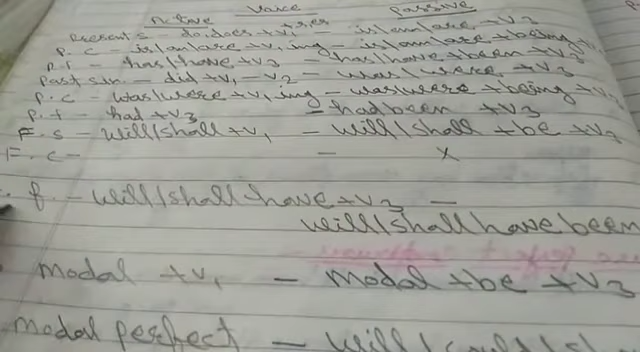 Active Voice Passive
Present s - do, does + v1 - is/am/are + v3
P. C - is/am/are + v1 ing - is/am/are + being
P. f - has/have + v3 - has/have + been + v3
Past sim - did + v1 - v2 - was/were + v3
P. C - was/were + v1 ing - was/were + being + v3
P. f - had + v3 - had been + v3
F. S - will/shall + v1 - will/shall + be + v3
F. C - - x
f. - will/shall have + v3 -
will/shall have been
modal + v1 - modal + be + v3
modal perfect - will/could/